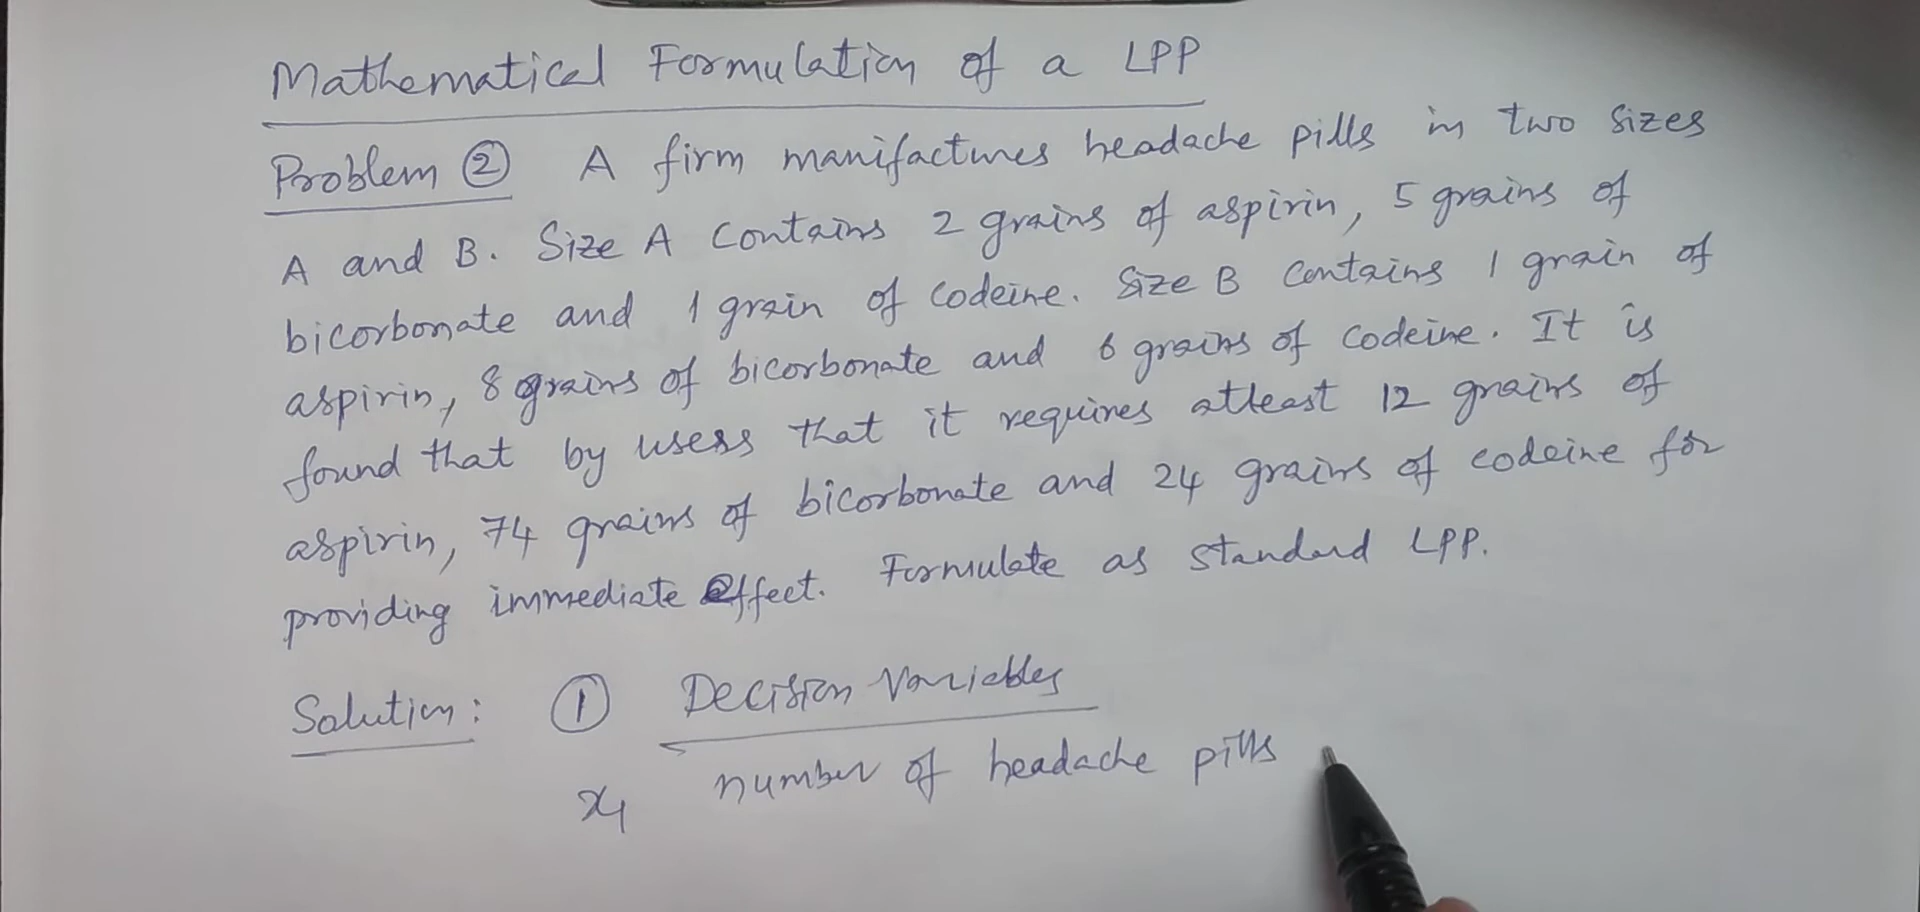 Mathematical Formulation of a LPP
Problem ② A firm manifactures headache pills in two sizes
A and B. Size A contains 2 grains of aspirin, 5 grains of
bicorbonate and 1 grain of codeine. Size B contains 1 grain of
aspirin, 8 grains of bicorbonate and 6 grains of codeine. It is
found that by usess that it requires atleast 12 grains of
aspirin, 74 grains of bicorbonate and 24 grains of codeine for
providing immediate effect. Formulate as standard LPP.
Solution: ① Decision Variables
x₁ number of headache pills